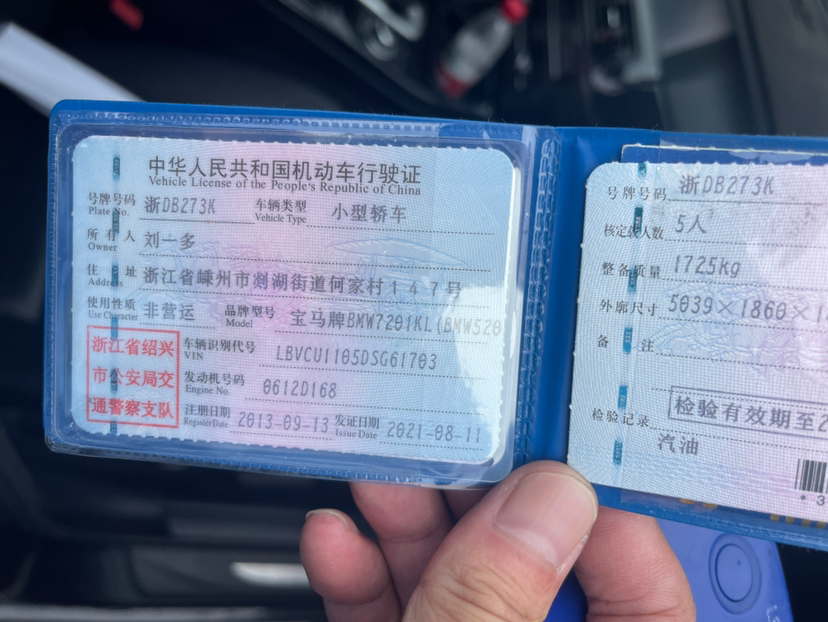 中华人民共和国机动车行驶证
Vehicle License of the People's Republic of China
号牌号码 浙DB273K 车辆类型 小型轿车
Plate No. Vehicle Type
所有人 刘一多
Owner
住址 浙江省嵊州市剡湖街道何家村147号
Address
使用性质 非营运 品牌型号 宝马牌BMW7201KL(BMW520
Use Character Model
浙江省绍兴
市公安局交
通警察支队
车辆识别代号 LBVCU1105DSG61703
VIN
发动机号码 0612D168
Engine No.
注册日期 2013-09-13 发证日期 2021-08-11
Register Date Issue Date
号牌号码 浙DB273K
核定载人数 5人
整备质量 1725kg
外廓尺寸 5039×1860×1
备注
检验记录 检验有效期至2
汽油
* 3